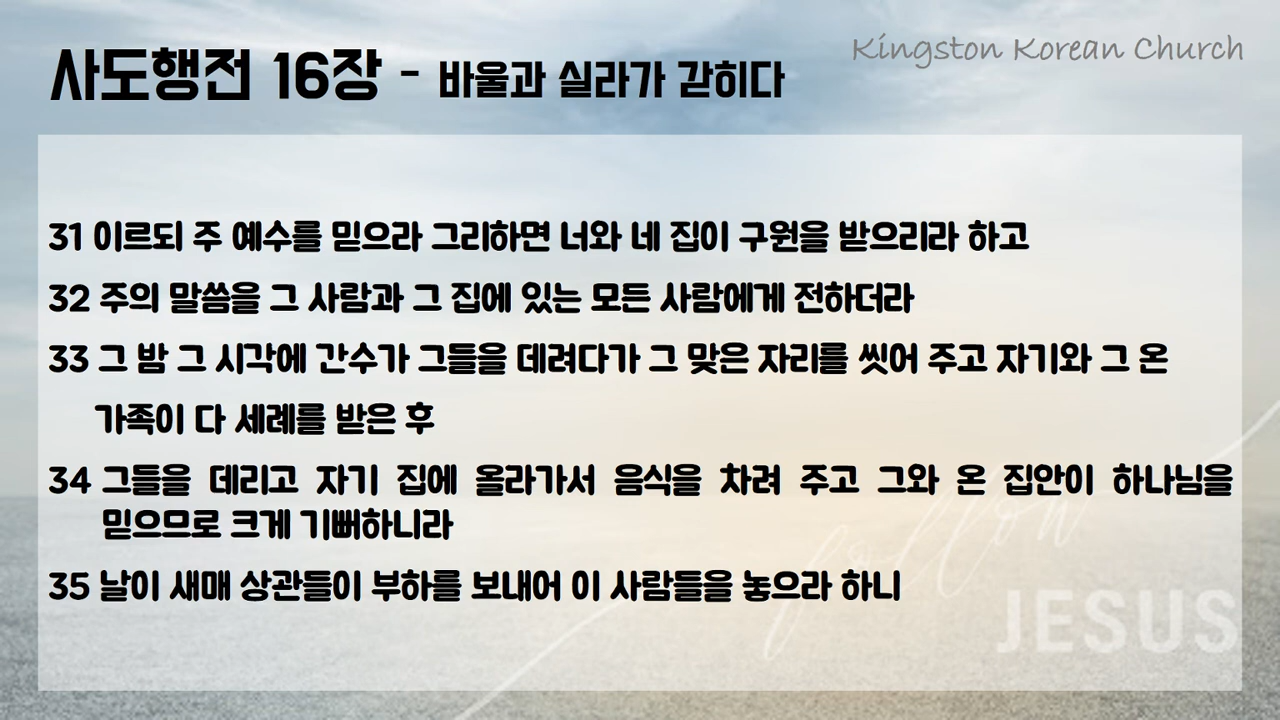 Kingston Korean Church
사도행전 16장 - 바울과 실라가 갇히다
31 이르되 주 예수를 믿으라 그리하면 너와 네 집이 구원을 받으리라 하고
32 주의 말씀을 그 사람과 그 집에 있는 모든 사람에게 전하더라
33 그 밤 그 시각에 간수가 그들을 데려다가 그 맞은 자리를 씻어 주고 자기와 그 온
가족이 다 세례를 받은 후
34 그들을 데리고 자기 집에 올라가서 음식을 차려 주고 그와 온 집안이 하나님을
믿으므로 크게 기뻐하니라
35 날이 새매 상관들이 부하를 보내어 이 사람들을 놓으라 하니
follow
JESUS